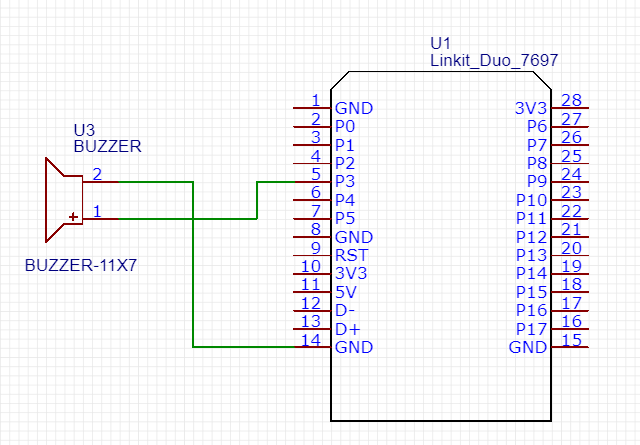 U1
Linkit_Duo_7697
U3
BUZZER
2
1
+
BUZZER-11X7
1 GND 3V3 28
2 P0 P6 27
3 P1 P7 26
4 P2 P8 25
5 P3 P9 24
6 P4 P10 23
7 P5 P11 22
8 GND P12 21
9 RST P13 20
10 3V3 P14 19
11 5V P15 18
12 D- P16 17
13 D+ P17 16
14 GND GND 15